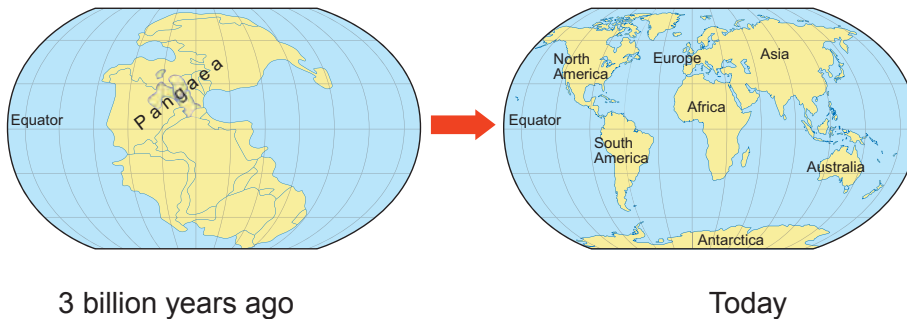 Pangaea
Equator
North
America
Europe
Asia
Africa
Equator
South
America
Australia
Antarctica
3 billion years ago
Today